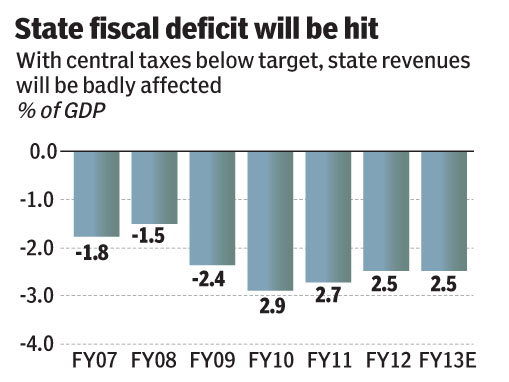 State fiscal deficit will be hit
With central taxes below target, state revenues
will be badly affected
% of GDP
0.0
-1.0
-2.0
-3.0
-4.0
-1.8
-1.5
-2.4
2.9
2.7
2.5
2.5
FY07 FY08 FY09 FY10 FY11 FY12 FY13E